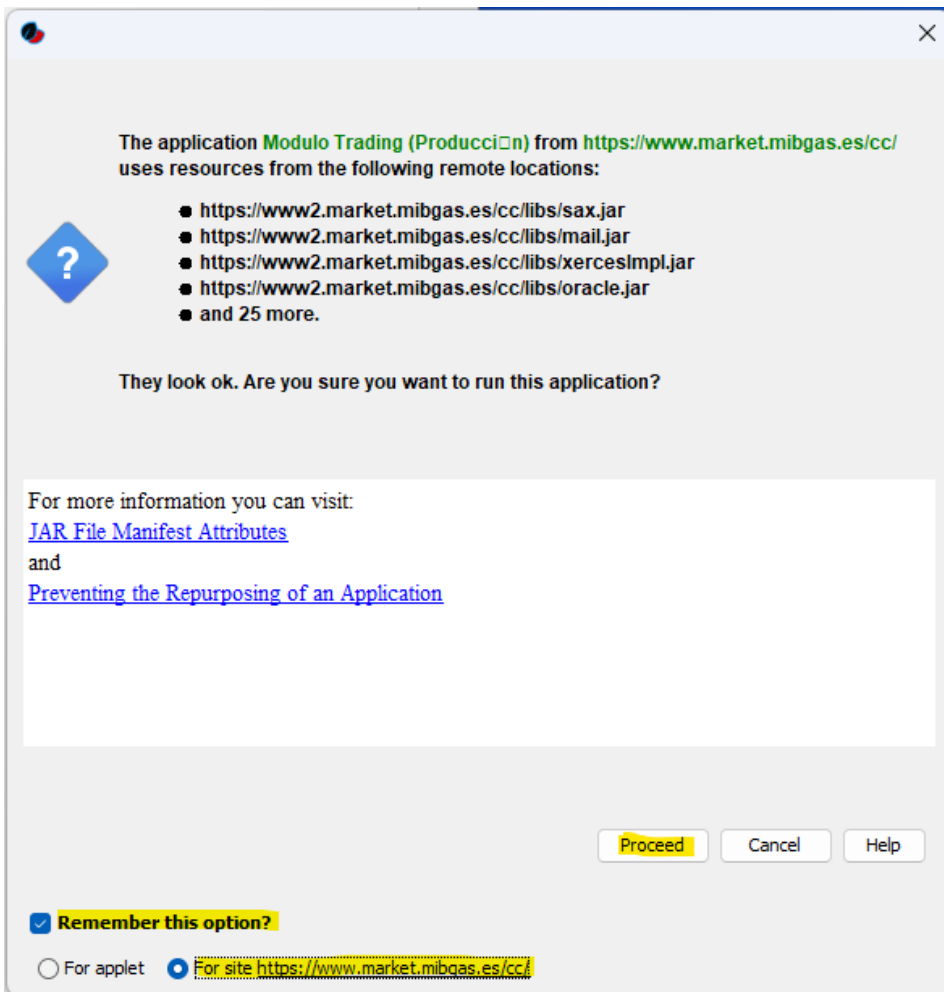 The application Modulo Trading (Producci□n) from https://www.market.mibgas.es/cc/
uses resources from the following remote locations:
https://www2.market.mibgas.es/cc/libs/sax.jar
https://www2.market.mibgas.es/cc/libs/mail.jar
https://www2.market.mibgas.es/cc/libs/xercesImpl.jar
https://www2.market.mibgas.es/cc/libs/oracle.jar
and 25 more.
?
They look ok. Are you sure you want to run this application?
For more information you can visit:
JAR File Manifest Attributes
and
Preventing the Repurposing of an Application
Proceed Cancel Help
Remember this option?
For applet For site https://www.market.mibgas.es/cc/